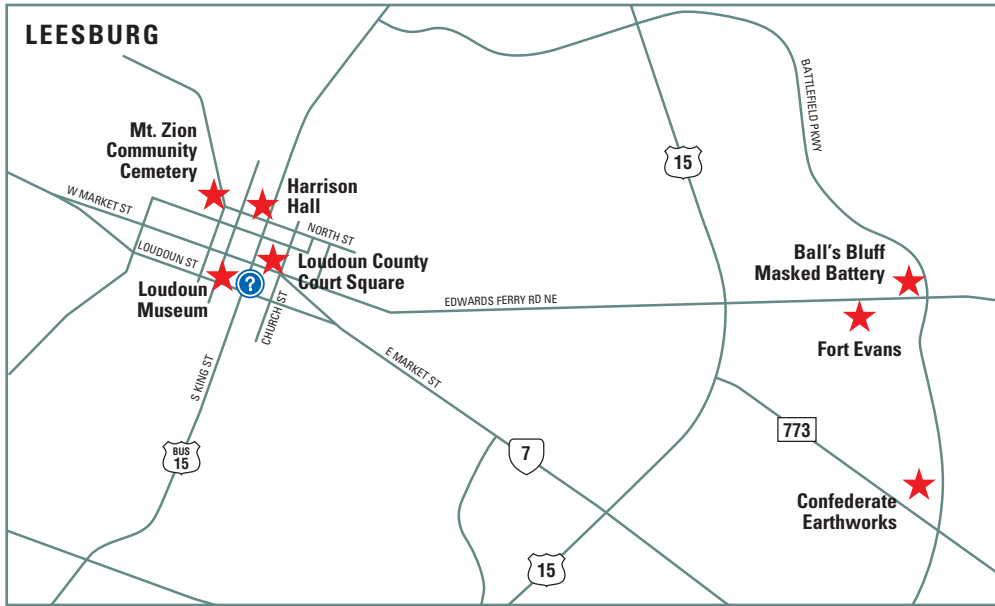 LEESBURG
BATTLEFIELD PKWY
Mt. Zion
Community
Cemetery
15
Harrison
Hall
W MARKET ST
NORTH ST
LOUDOUN ST
Loudoun County
Court Square
Ball's Bluff
Masked Battery
?
Loudoun
Museum
EDWARDS FERRY RD NE
CHURCH ST
Fort Evans
S KING ST
E MARKET ST
773
BUS
15
7
Confederate
Earthworks
15